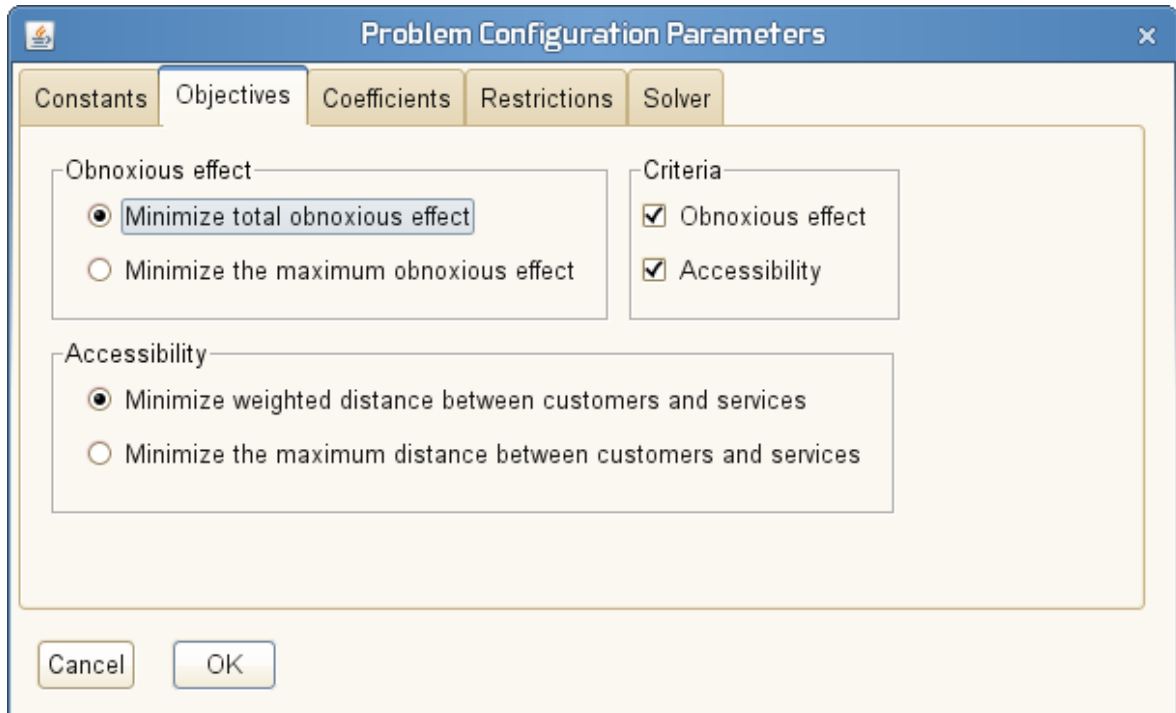 Problem Configuration Parameters
Constants Objectives Coefficients Restrictions Solver
Obnoxious effect
Minimize total obnoxious effect
Minimize the maximum obnoxious effect
Criteria
Obnoxious effect
Accessibility
Accessibility
Minimize weighted distance between customers and services
Minimize the maximum distance between customers and services
Cancel OK